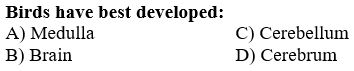 Birds have best developed:
A) Medulla C) Cerebellum
B) Brain D) Cerebrum